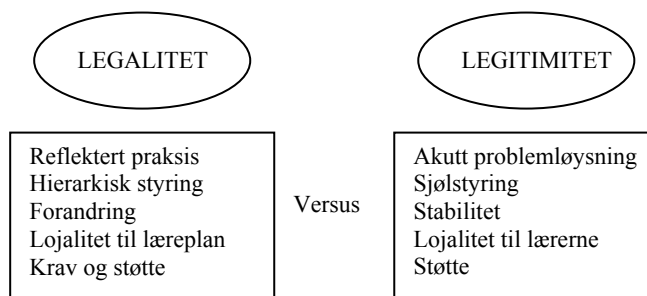 LEGALITET
LEGITIMITET
Reflektert praksis
Hierarkisk styring
Forandring
Lojalitet til læreplan
Krav og støtte
Versus
Akutt problemløysning
Sjølstyring
Stabilitet
Lojalitet til lærerne
Støtte